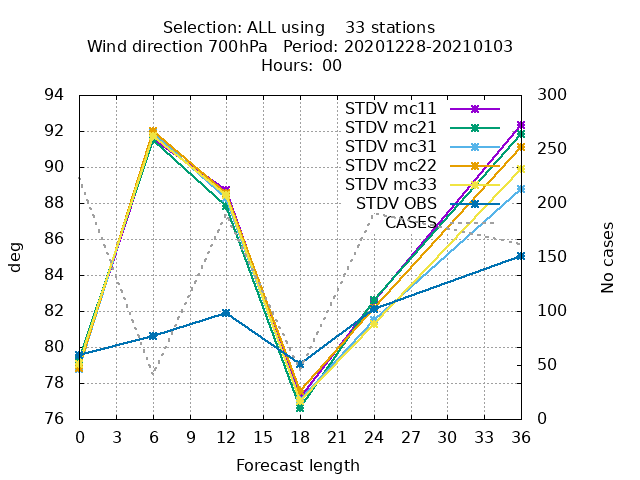 Selection: ALL using    33 stations
Wind direction 700hPa   Period: 20201228-20210103
Hours: 00
94
92
90
88
86
84
82
80
78
76
deg
300
250
200
150
100
50
0
No cases
STDV mc11
STDV mc21
STDV mc31
STDV mc22
STDV mc33
STDV OBS
CASES
0 3 6 9 12 15 18 21 24 27 30 33 36
Forecast length